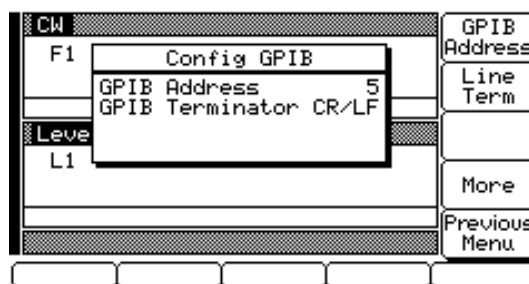 CW
F1
Config GPIB
GPIB Address 5
GPIB Terminator CR/LF
Leve
L1
GPIB
Address
Line
Term
More
Previous
Menu